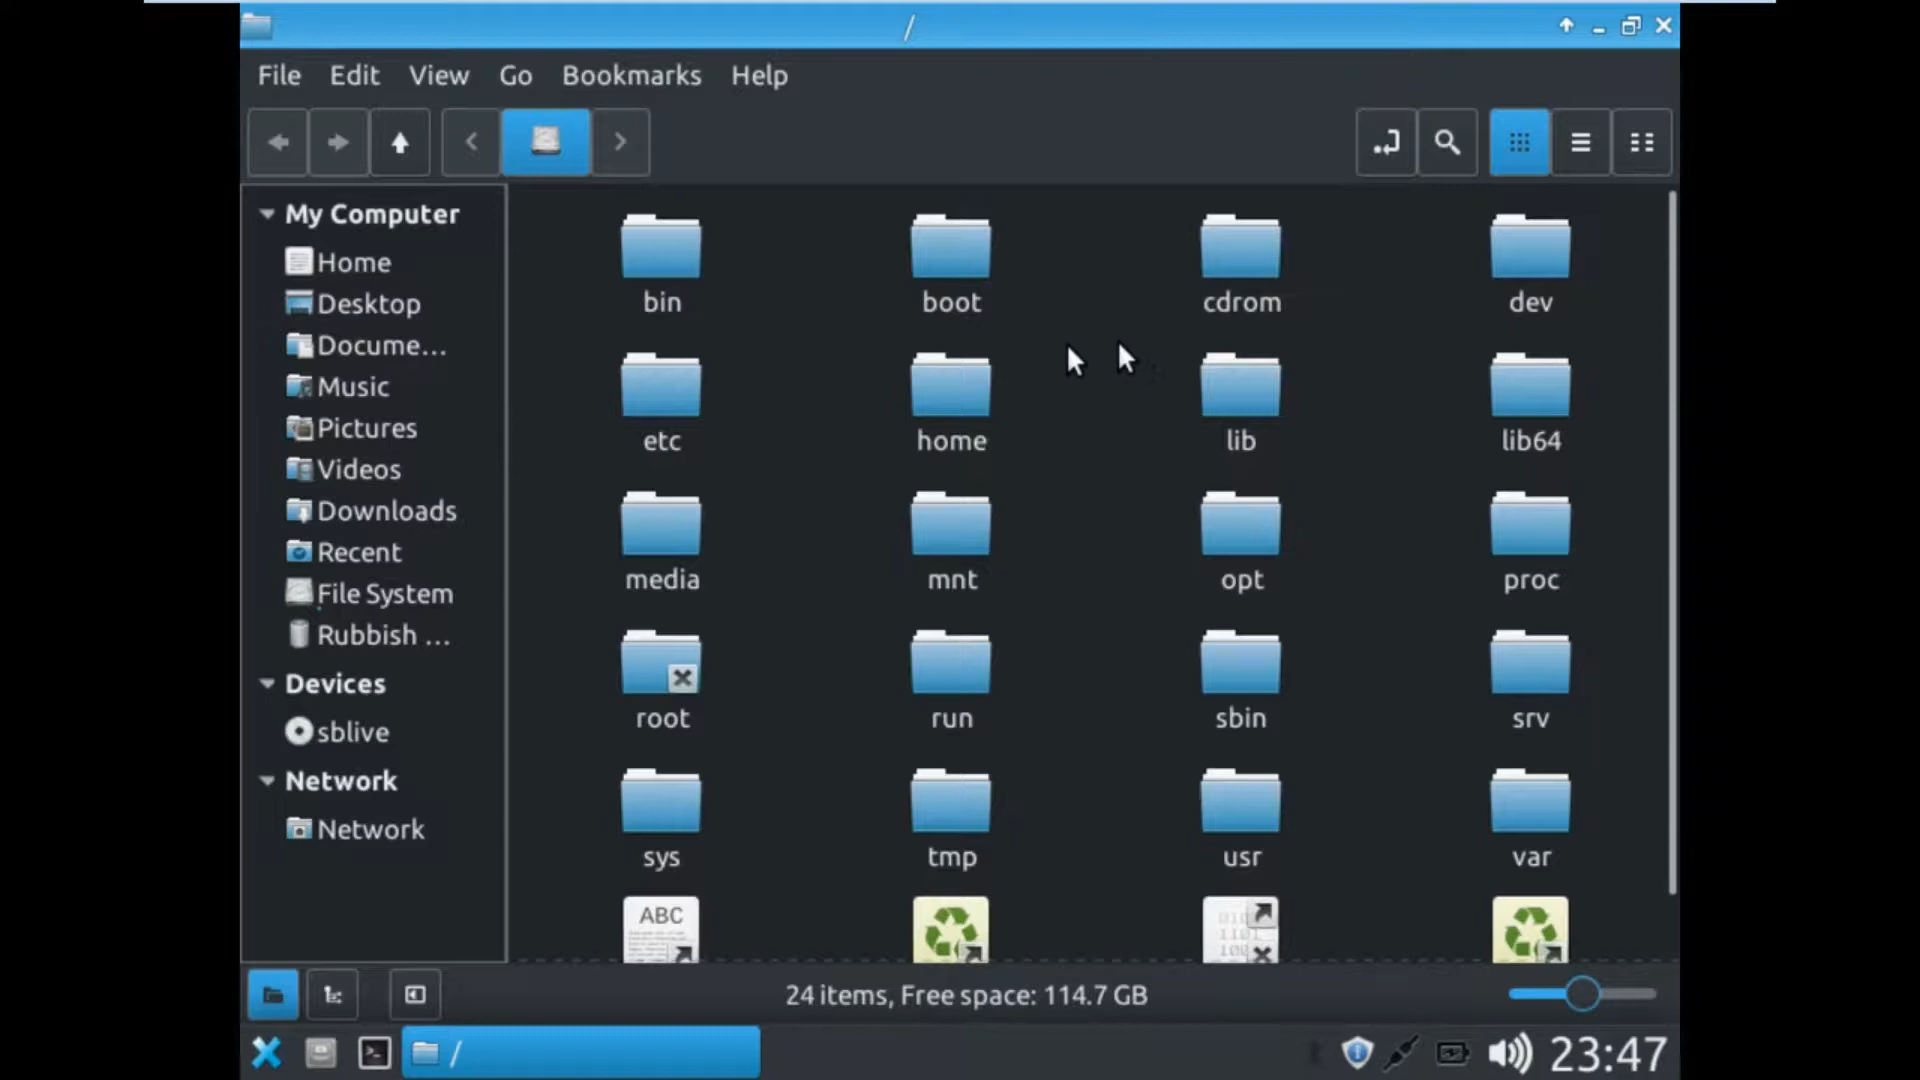 /
File Edit View Go Bookmarks Help
My Computer
Home
Desktop
Docume...
Music
Pictures
Videos
Downloads
Recent
File System
Rubbish ...
Devices
sblive
Network
Network
bin boot cdrom dev
etc home lib lib64
media mnt opt proc
root run sbin srv
sys tmp usr var
ABC
24 items, Free space: 114.7 GB
/
23:47